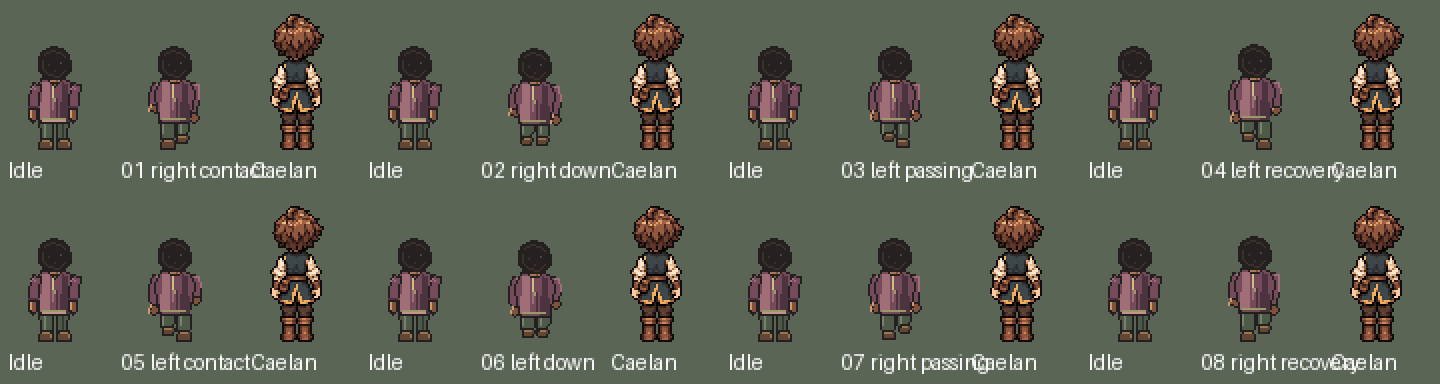 Idle 01 right contact Caelan Idle 02 right down Caelan Idle 03 left passing Caelan Idle 04 left recovery Caelan
Idle 05 left contact Caelan Idle 06 left down Caelan Idle 07 right passing Caelan Idle 08 right recovery Caelan